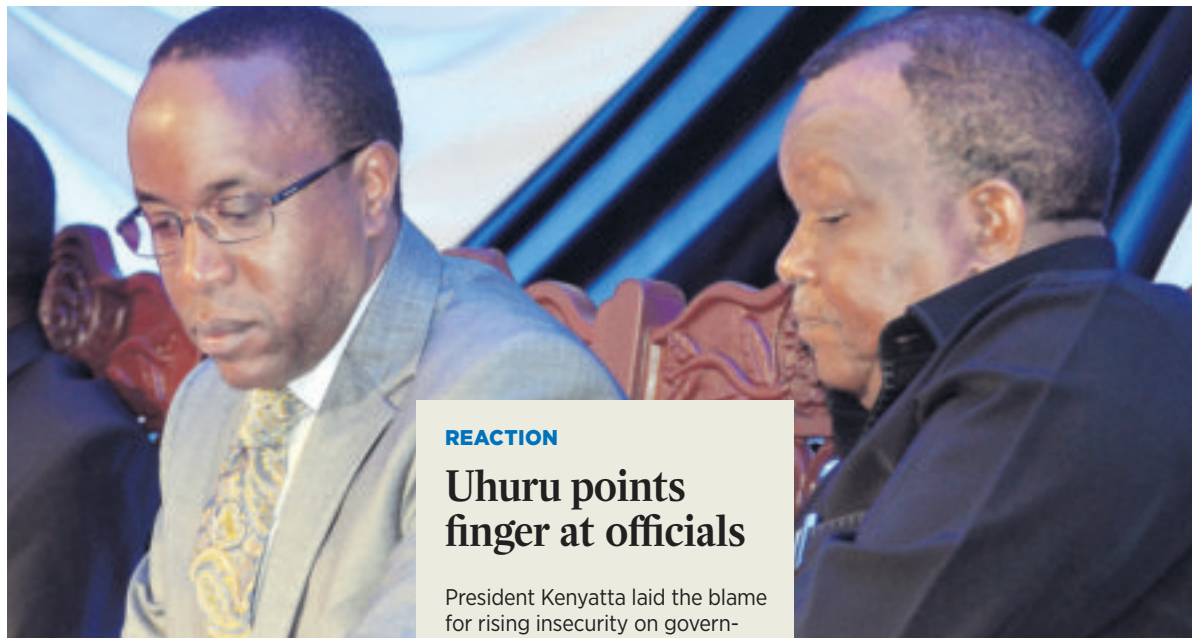 REACTION
Uhuru points
finger at officials
President Kenyatta laid the blame
for rising insecurity on govern-